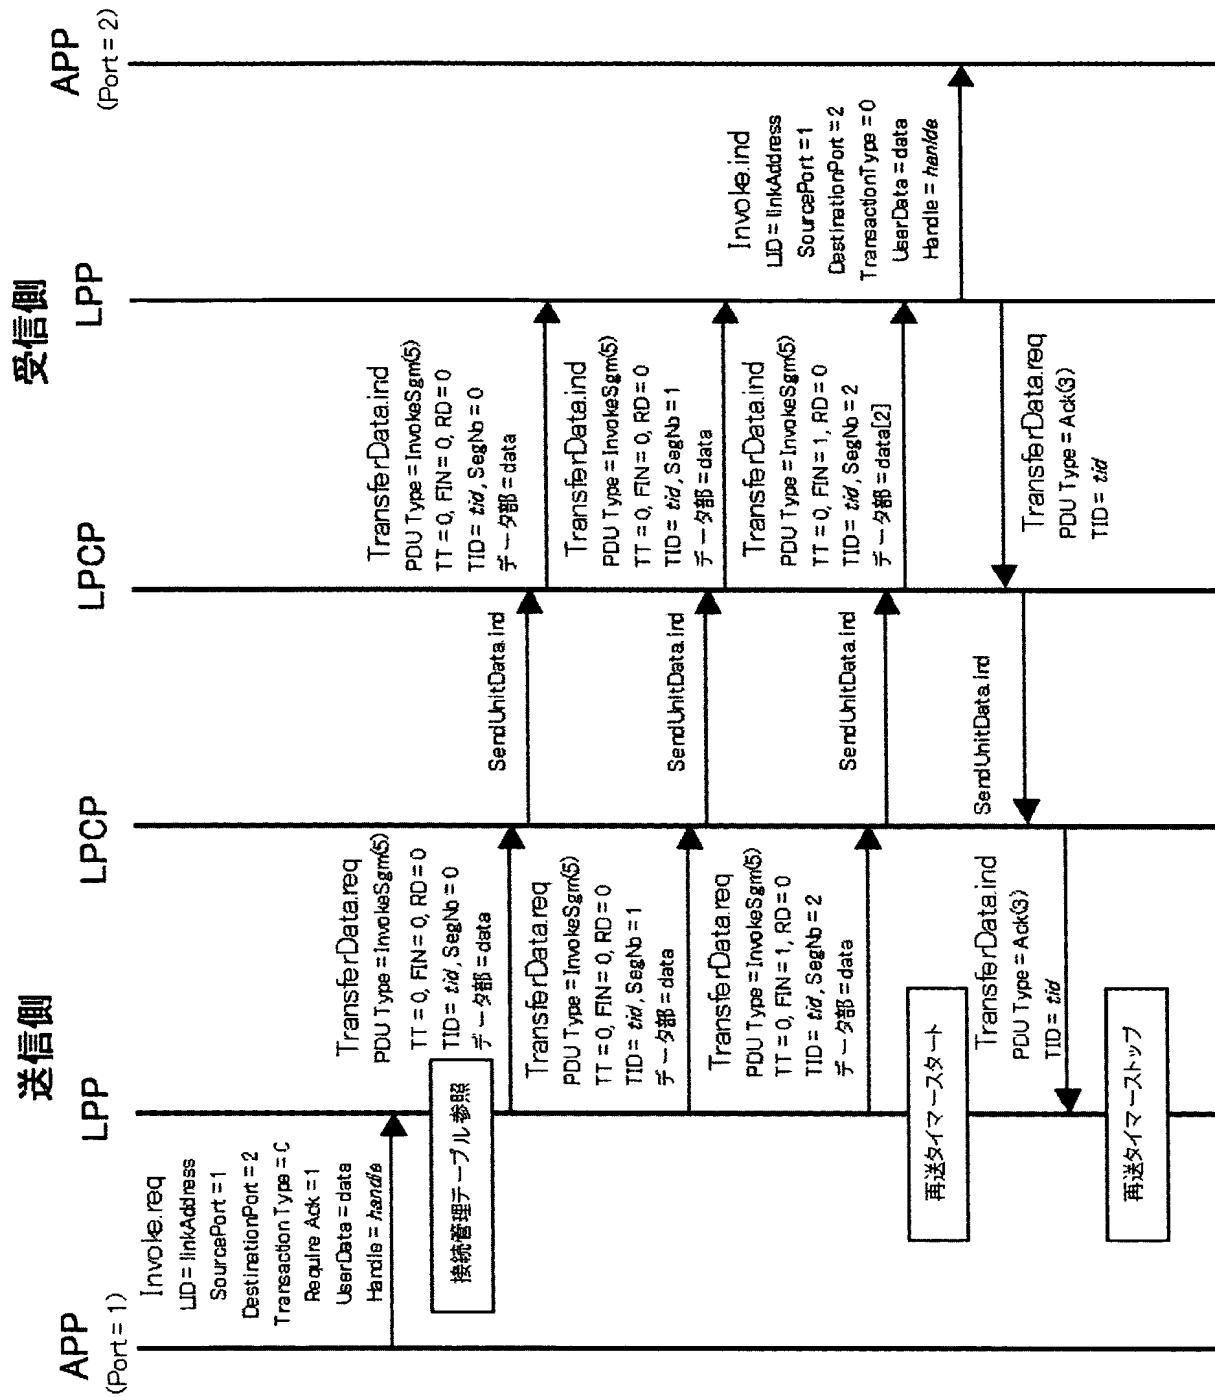 送信側
受信側
APP
(Port = 1)
LPP
LPCP
LPCP
LPP
APP
(Port = 2)
Invoke.req
LID = linkAddress
SourcePort = 1
DestinationPort = 2
TransactionType = C
Require Ack = 1
UserData = data
Handle = handle
接続管理テーブル参照
TransferData.req
PDU Type = InvokeSgm(5)
TT = 0, FIN = 0, RD = 0
TID = tid, SegNb = 0
データ部 = data
SendUnitData.ind
TransferData.ind
PDU Type = InvokeSgm(5)
TT = 0, FIN = 0, RD = 0
TID = tid, SegNb = 0
データ部 = data
TransferData.req
PDU Type = InvokeSgm(5)
TT = 0, FIN = 0, RD = 0
TID = tid, SegNb = 1
データ部 = data
SendUnitData.ind
TransferData.ind
PDU Type = InvokeSgm(5)
TT = 0, FIN = 0, RD = 0
TID = tid, SegNb = 1
データ部 = data
TransferData.req
PDU Type = InvokeSgm(5)
TT = 0, FIN = 1, RD = 0
TID = tid, SegNb = 2
データ部 = data
SendUnitData.ind
TransferData.ind
PDU Type = InvokeSgm(5)
TT = 0, FIN = 1, RD = 0
TID = tid, SegNb = 2
データ部 = data[2]
Invoke.ind
LID = linkAddress
SourcePort = 1
DestinationPort = 2
TransactionType = 0
UserData = data
Handle = hanlde
再送タイマースタート
TransferData.req
PDU Type = Ack(3)
TID = tid
SendUnitData.ind
TransferData.ind
PDU Type = Ack(3)
TID = tid
再送タイマーストップ